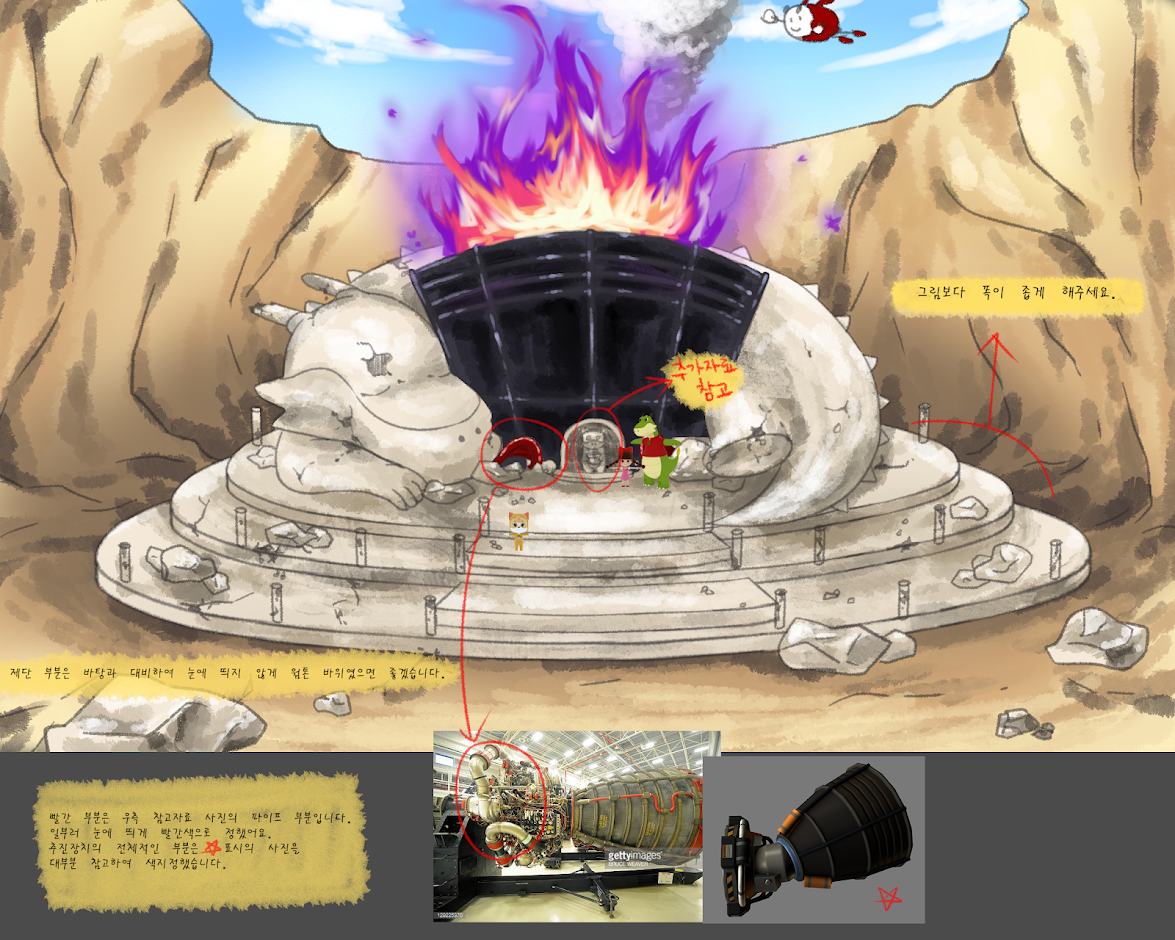 그림보다 폭이 좁게 해주세요.
추가자료
참고
제단 부분은 바탕과 대비하여 눈에 띄지 않게 웜톤 바위였으면 좋겠습니다.
빨간 부분은 우측 참고자료 사진의 파이프 부분입니다.
일부러 눈에 띄게 빨간색으로 정했어요.
추진장치의 전체적인 부분은 표시의 사진을
대부분 참고하여 색지정했습니다.
gettyimages
BRUCE WEAVER
129225370